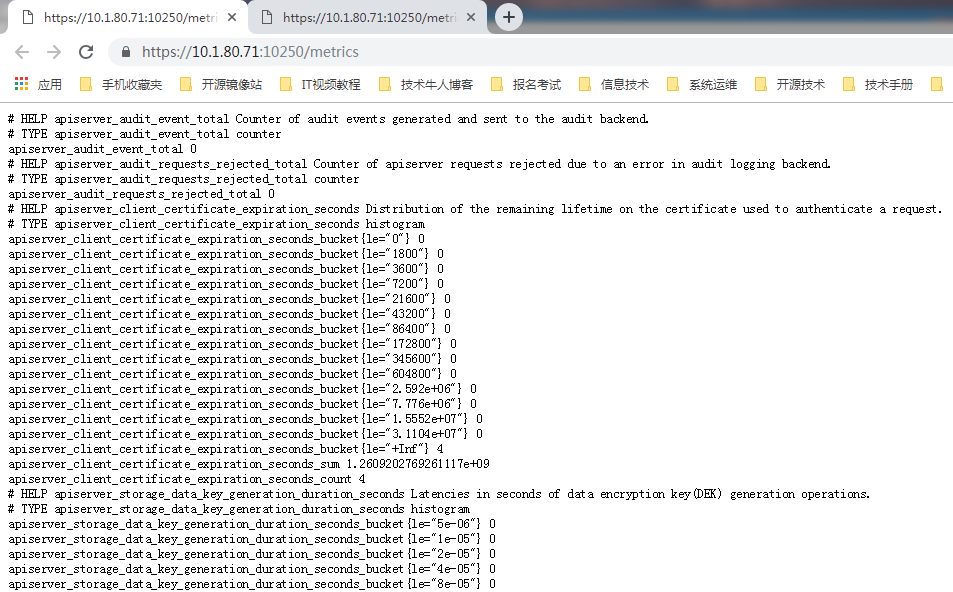 https://10.1.80.71:10250/metri
https://10.1.80.71:10250/metri
https://10.1.80.71:10250/metrics
应用 手机收藏夹 开源镜像站 IT视频教程 技术牛人博客 报名考试 信息技术 系统运维 开源技术 技术手册
# HELP apiserver_audit_event_total Counter of audit events generated and sent to the audit backend.
# TYPE apiserver_audit_event_total counter
apiserver_audit_event_total 0
# HELP apiserver_audit_requests_rejected_total Counter of apiserver requests rejected due to an error in audit logging backend.
# TYPE apiserver_audit_requests_rejected_total counter
apiserver_audit_requests_rejected_total 0
# HELP apiserver_client_certificate_expiration_seconds Distribution of the remaining lifetime on the certificate used to authenticate a request.
# TYPE apiserver_client_certificate_expiration_seconds histogram
apiserver_client_certificate_expiration_seconds_bucket{le="0"} 0
apiserver_client_certificate_expiration_seconds_bucket{le="1800"} 0
apiserver_client_certificate_expiration_seconds_bucket{le="3600"} 0
apiserver_client_certificate_expiration_seconds_bucket{le="7200"} 0
apiserver_client_certificate_expiration_seconds_bucket{le="21600"} 0
apiserver_client_certificate_expiration_seconds_bucket{le="43200"} 0
apiserver_client_certificate_expiration_seconds_bucket{le="86400"} 0
apiserver_client_certificate_expiration_seconds_bucket{le="172800"} 0
apiserver_client_certificate_expiration_seconds_bucket{le="345600"} 0
apiserver_client_certificate_expiration_seconds_bucket{le="604800"} 0
apiserver_client_certificate_expiration_seconds_bucket{le="2.592e+06"} 0
apiserver_client_certificate_expiration_seconds_bucket{le="7.776e+06"} 0
apiserver_client_certificate_expiration_seconds_bucket{le="1.5552e+07"} 0
apiserver_client_certificate_expiration_seconds_bucket{le="3.1104e+07"} 0
apiserver_client_certificate_expiration_seconds_bucket{le="+Inf"} 4
apiserver_client_certificate_expiration_seconds_sum 1.2609202769261117e+09
apiserver_client_certificate_expiration_seconds_count 4
# HELP apiserver_storage_data_key_generation_duration_seconds Latencies in seconds of data encryption key(DEK) generation operations.
# TYPE apiserver_storage_data_key_generation_duration_seconds histogram
apiserver_storage_data_key_generation_duration_seconds_bucket{le="5e-06"} 0
apiserver_storage_data_key_generation_duration_seconds_bucket{le="1e-05"} 0
apiserver_storage_data_key_generation_duration_seconds_bucket{le="2e-05"} 0
apiserver_storage_data_key_generation_duration_seconds_bucket{le="4e-05"} 0
apiserver_storage_data_key_generation_duration_seconds_bucket{le="8e-05"} 0